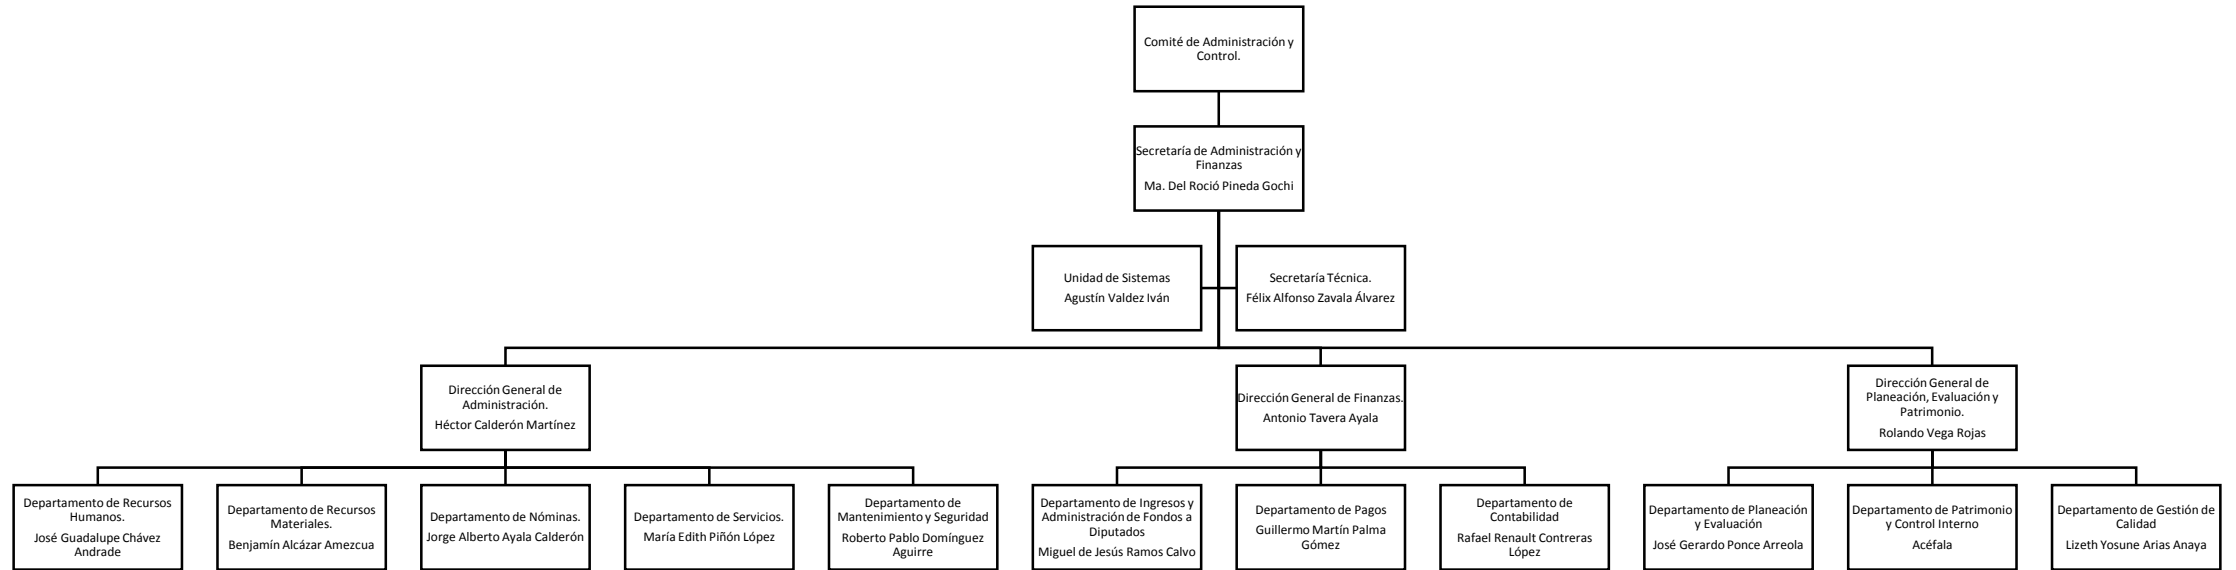 Comité de Administración y
Control.
Secretaría de Administración y
Finanzas
Ma. Del Roció Pineda Gochi
Unidad de Sistemas
Agustín Valdez Iván
Secretaría Técnica.
Félix Alfonso Zavala Álvarez
Dirección General de
Administración.
Héctor Calderón Martínez
Dirección General de Finanzas.
Antonio Tavera Ayala
Dirección General de
Planeación, Evaluación y
Patrimonio.
Rolando Vega Rojas
Departamento de Recursos
Humanos.
José Guadalupe Chávez
Andrade
Departamento de Recursos
Materiales.
Benjamín Alcázar Amezcua
Departamento de Nóminas.
Jorge Alberto Ayala Calderón
Departamento de Servicios.
María Edith Piñón López
Departamento de
Mantenimiento y Seguridad
Roberto Pablo Domínguez
Aguirre
Departamento de Ingresos y
Administración de Fondos a
Diputados
Miguel de Jesús Ramos Calvo
Departamento de Pagos
Guillermo Martín Palma
Gómez
Departamento de
Contabilidad
Rafael Renault Contreras
López
Departamento de Planeación
y Evaluación
José Gerardo Ponce Arreola
Departamento de Patrimonio
y Control Interno
Acéfala
Departamento de Gestión de
Calidad
Lizeth Yosune Arias Anaya